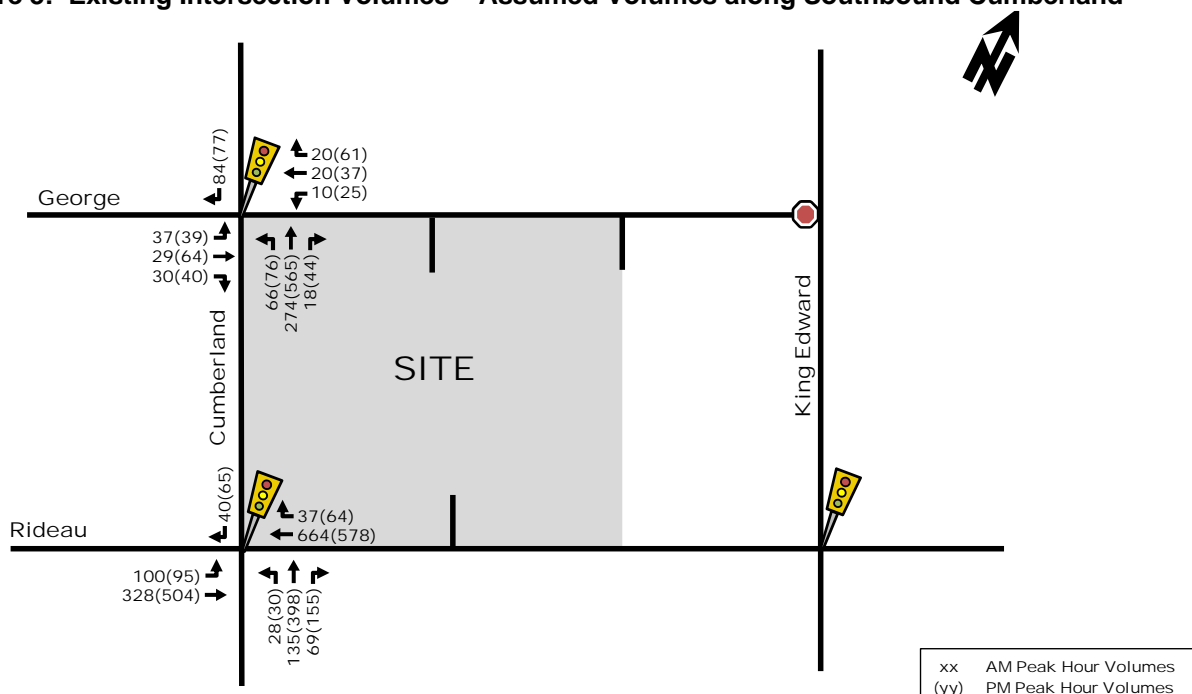 re 3: Existing Intersection Volumes – Assumed Volumes along Southbound Cumberland
N
84(77)
20(61)
20(37)
10(25)
George
37(39)
29(64)
30(40)
66(76)
274(565)
18(44)
Cumberland
SITE
King Edward
40(65)
37(64)
664(578)
Rideau
100(95)
328(504)
28(30)
135(398)
69(155)
xx AM Peak Hour Volumes
(yy) PM Peak Hour Volumes